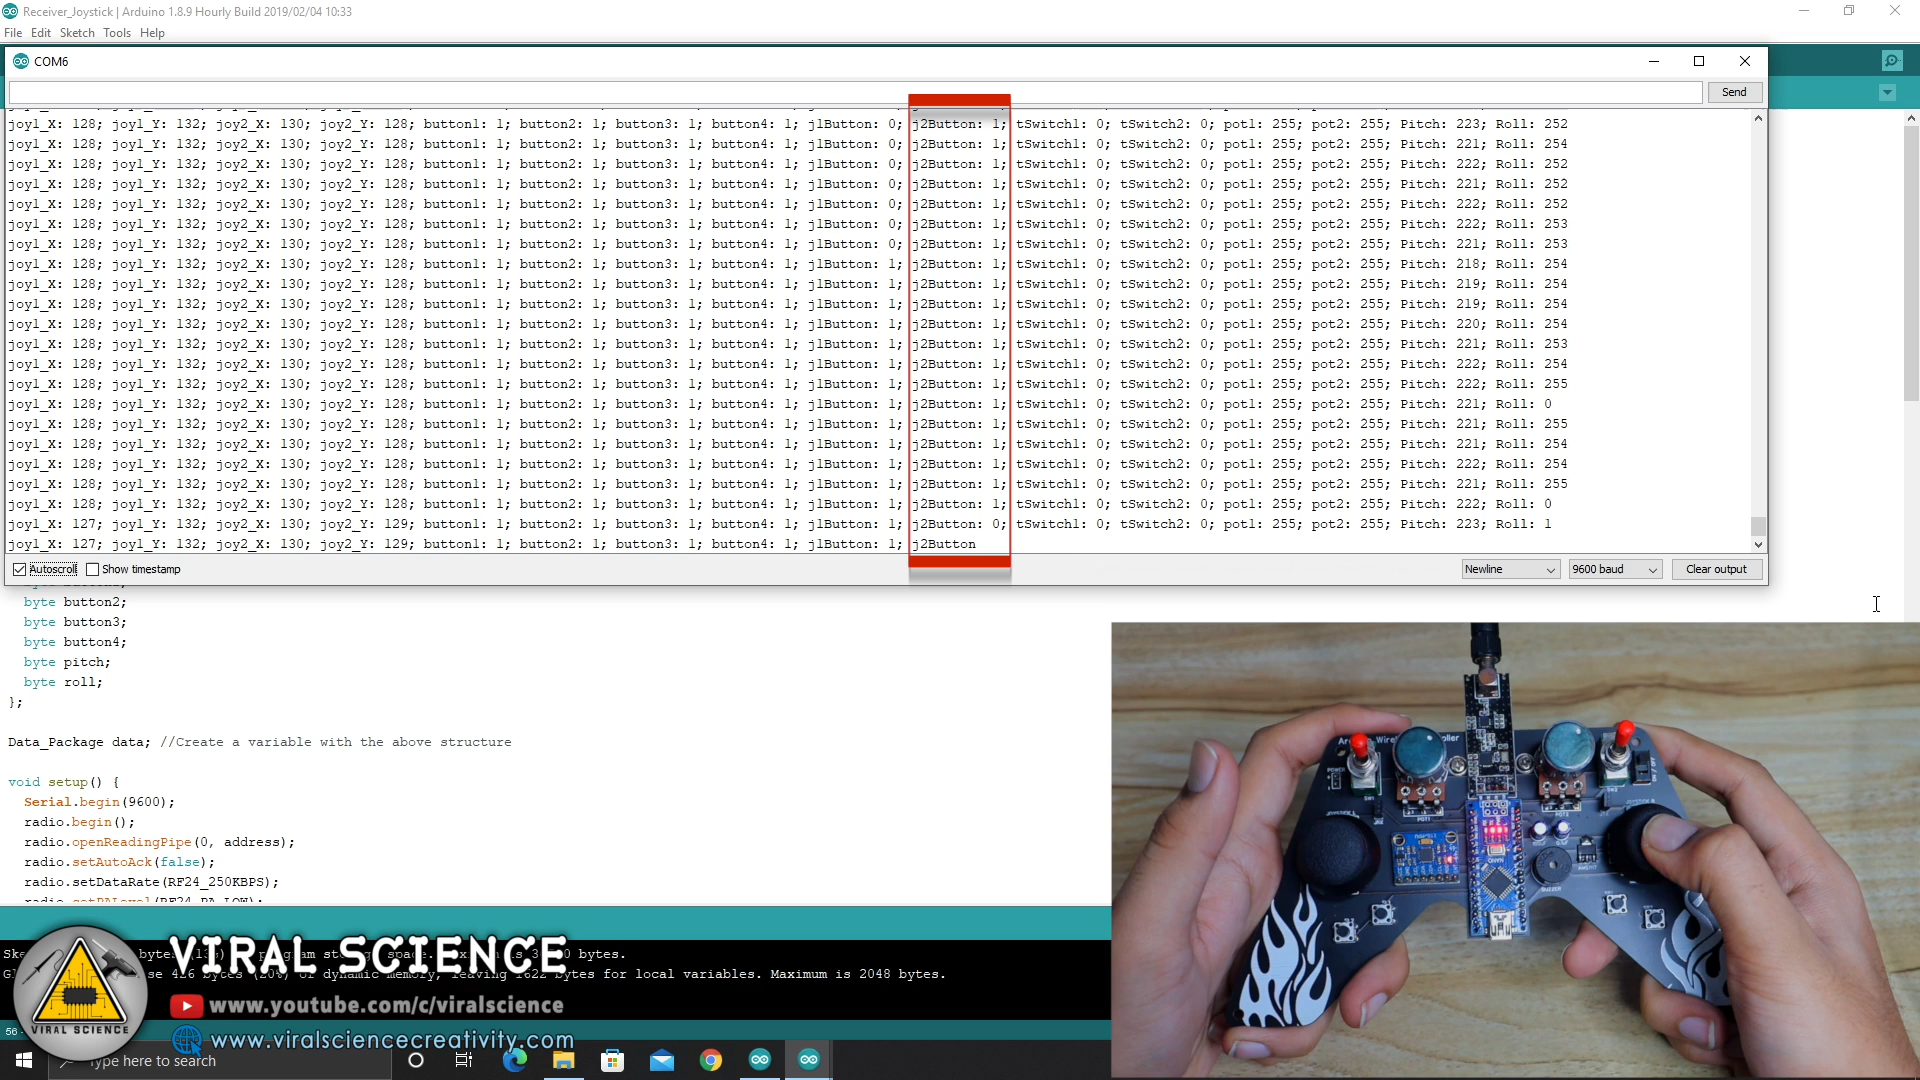 Receiver_Joystick | Arduino 1.8.9 Hourly Build 2019/02/04 10:33
File Edit Sketch Tools Help
COM6
Send
joy1_X: 128; joy1_Y: 132; joy2_X: 130; joy2_Y: 128; button1: 1; button2: 1; button3: 1; button4: 1; j1Button: 0; j2Button: 1; tSwitch1: 0; tSwitch2: 0; pot1: 255; pot2: 255; Pitch: 223; Roll: 252
joy1_X: 128; joy1_Y: 132; joy2_X: 130; joy2_Y: 128; button1: 1; button2: 1; button3: 1; button4: 1; j1Button: 0; j2Button: 1; tSwitch1: 0; tSwitch2: 0; pot1: 255; pot2: 255; Pitch: 221; Roll: 254
joy1_X: 128; joy1_Y: 132; joy2_X: 130; joy2_Y: 128; button1: 1; button2: 1; button3: 1; button4: 1; j1Button: 0; j2Button: 1; tSwitch1: 0; tSwitch2: 0; pot1: 255; pot2: 255; Pitch: 222; Roll: 252
joy1_X: 128; joy1_Y: 132; joy2_X: 130; joy2_Y: 128; button1: 1; button2: 1; button3: 1; button4: 1; j1Button: 0; j2Button: 1; tSwitch1: 0; tSwitch2: 0; pot1: 255; pot2: 255; Pitch: 221; Roll: 252
joy1_X: 128; joy1_Y: 132; joy2_X: 130; joy2_Y: 128; button1: 1; button2: 1; button3: 1; button4: 1; j1Button: 0; j2Button: 1; tSwitch1: 0; tSwitch2: 0; pot1: 255; pot2: 255; Pitch: 222; Roll: 252
joy1_X: 128; joy1_Y: 132; joy2_X: 130; joy2_Y: 128; button1: 1; button2: 1; button3: 1; button4: 1; j1Button: 0; j2Button: 1; tSwitch1: 0; tSwitch2: 0; pot1: 255; pot2: 255; Pitch: 222; Roll: 253
joy1_X: 128; joy1_Y: 132; joy2_X: 130; joy2_Y: 128; button1: 1; button2: 1; button3: 1; button4: 1; j1Button: 0; j2Button: 1; tSwitch1: 0; tSwitch2: 0; pot1: 255; pot2: 255; Pitch: 221; Roll: 253
joy1_X: 128; joy1_Y: 132; joy2_X: 130; joy2_Y: 128; button1: 1; button2: 1; button3: 1; button4: 1; j1Button: 1; j2Button: 1; tSwitch1: 0; tSwitch2: 0; pot1: 255; pot2: 255; Pitch: 218; Roll: 254
joy1_X: 128; joy1_Y: 132; joy2_X: 130; joy2_Y: 128; button1: 1; button2: 1; button3: 1; button4: 1; j1Button: 1; j2Button: 1; tSwitch1: 0; tSwitch2: 0; pot1: 255; pot2: 255; Pitch: 219; Roll: 254
joy1_X: 128; joy1_Y: 132; joy2_X: 130; joy2_Y: 128; button1: 1; button2: 1; button3: 1; button4: 1; j1Button: 1; j2Button: 1; tSwitch1: 0; tSwitch2: 0; pot1: 255; pot2: 255; Pitch: 219; Roll: 254
joy1_X: 128; joy1_Y: 132; joy2_X: 130; joy2_Y: 128; button1: 1; button2: 1; button3: 1; button4: 1; j1Button: 1; j2Button: 1; tSwitch1: 0; tSwitch2: 0; pot1: 255; pot2: 255; Pitch: 220; Roll: 254
joy1_X: 128; joy1_Y: 132; joy2_X: 130; joy2_Y: 128; button1: 1; button2: 1; button3: 1; button4: 1; j1Button: 1; j2Button: 1; tSwitch1: 0; tSwitch2: 0; pot1: 255; pot2: 255; Pitch: 221; Roll: 253
joy1_X: 128; joy1_Y: 132; joy2_X: 130; joy2_Y: 128; button1: 1; button2: 1; button3: 1; button4: 1; j1Button: 1; j2Button: 1; tSwitch1: 0; tSwitch2: 0; pot1: 255; pot2: 255; Pitch: 222; Roll: 254
joy1_X: 128; joy1_Y: 132; joy2_X: 130; joy2_Y: 128; button1: 1; button2: 1; button3: 1; button4: 1; j1Button: 1; j2Button: 1; tSwitch1: 0; tSwitch2: 0; pot1: 255; pot2: 255; Pitch: 222; Roll: 255
joy1_X: 128; joy1_Y: 132; joy2_X: 130; joy2_Y: 128; button1: 1; button2: 1; button3: 1; button4: 1; j1Button: 1; j2Button: 1; tSwitch1: 0; tSwitch2: 0; pot1: 255; pot2: 255; Pitch: 221; Roll: 0
joy1_X: 128; joy1_Y: 132; joy2_X: 130; joy2_Y: 128; button1: 1; button2: 1; button3: 1; button4: 1; j1Button: 1; j2Button: 1; tSwitch1: 0; tSwitch2: 0; pot1: 255; pot2: 255; Pitch: 221; Roll: 255
joy1_X: 128; joy1_Y: 132; joy2_X: 130; joy2_Y: 128; button1: 1; button2: 1; button3: 1; button4: 1; j1Button: 1; j2Button: 1; tSwitch1: 0; tSwitch2: 0; pot1: 255; pot2: 255; Pitch: 221; Roll: 254
joy1_X: 128; joy1_Y: 132; joy2_X: 130; joy2_Y: 128; button1: 1; button2: 1; button3: 1; button4: 1; j1Button: 1; j2Button: 1; tSwitch1: 0; tSwitch2: 0; pot1: 255; pot2: 255; Pitch: 222; Roll: 254
joy1_X: 128; joy1_Y: 132; joy2_X: 130; joy2_Y: 128; button1: 1; button2: 1; button3: 1; button4: 1; j1Button: 1; j2Button: 1; tSwitch1: 0; tSwitch2: 0; pot1: 255; pot2: 255; Pitch: 221; Roll: 255
joy1_X: 128; joy1_Y: 132; joy2_X: 130; joy2_Y: 128; button1: 1; button2: 1; button3: 1; button4: 1; j1Button: 1; j2Button: 1; tSwitch1: 0; tSwitch2: 0; pot1: 255; pot2: 255; Pitch: 222; Roll: 0
joy1_X: 127; joy1_Y: 132; joy2_X: 130; joy2_Y: 129; button1: 1; button2: 1; button3: 1; button4: 1; j1Button: 1; j2Button: 0; tSwitch1: 0; tSwitch2: 0; pot1: 255; pot2: 255; Pitch: 223; Roll: 1
joy1_X: 127; joy1_Y: 132; joy2_X: 130; joy2_Y: 129; button1: 1; button2: 1; button3: 1; button4: 1; j1Button: 1; j2Button
Autoscroll Show timestamp Newline 9600 baud Clear output
byte button2;
byte button3;
byte button4;
byte pitch;
byte roll;
};
Data_Package data; //Create a variable with the above structure
void setup() {
Serial.begin(9600);
radio.begin();
radio.openReadingPipe(0, address);
radio.setAutoAck(false);
radio.setDataRate(RF24_250KBPS);
radio.setPALevel(RF24_PA_LOW);
VIRAL SCIENCE
bytes for local variables. Maximum is 2048 bytes.
www.youtube.com/c/viralscience
VIRAL SCIENCE
www.viralsciencecreativity.com
Type here to search
POWER
SW1
POT1
POT2
SW2
NANO
BUZZER